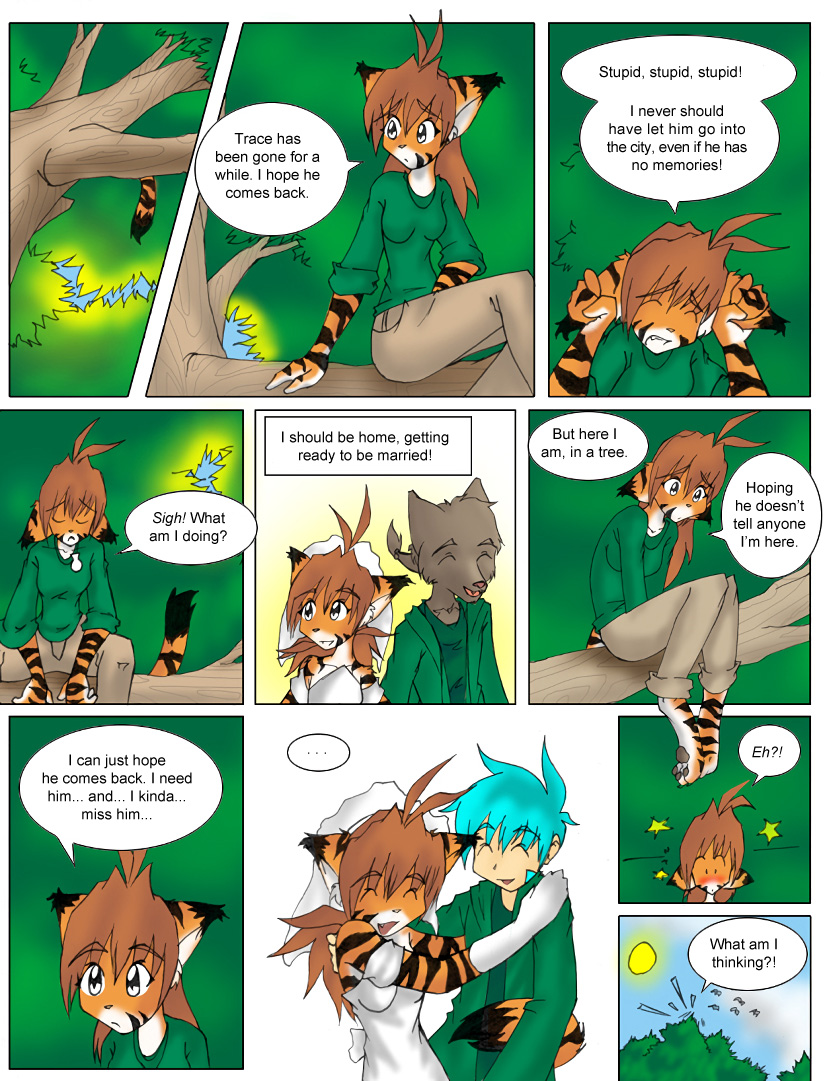 Trace has
been gone for a
while. I hope he
comes back.
Stupid, stupid, stupid!
I never should
have let him go into
the city, even if he has
no memories!
Sigh! What
am I doing?
I should be home, getting
ready to be married!
But here I
am, in a tree.
Hoping
he doesn't
tell anyone
I'm here.
I can just hope
he comes back. I need
him... and... I kinda...
miss him...
. . .
Eh?!
What am I
thinking?!